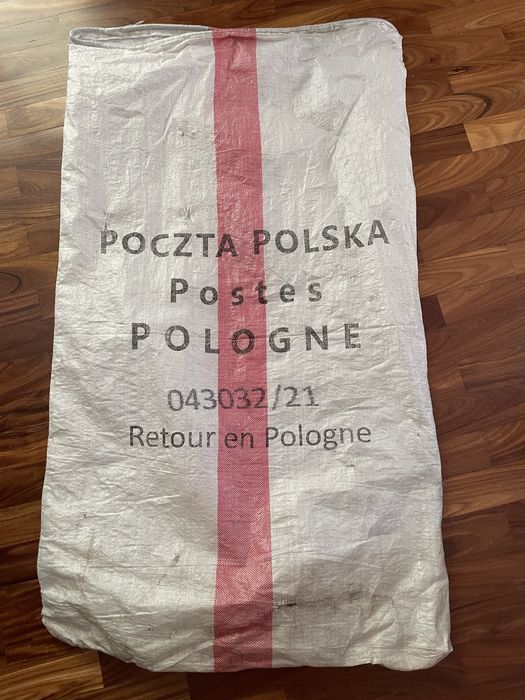 POCZTA POLSKA
Postes
POLOGNE
043032/21
Retour en Pologne